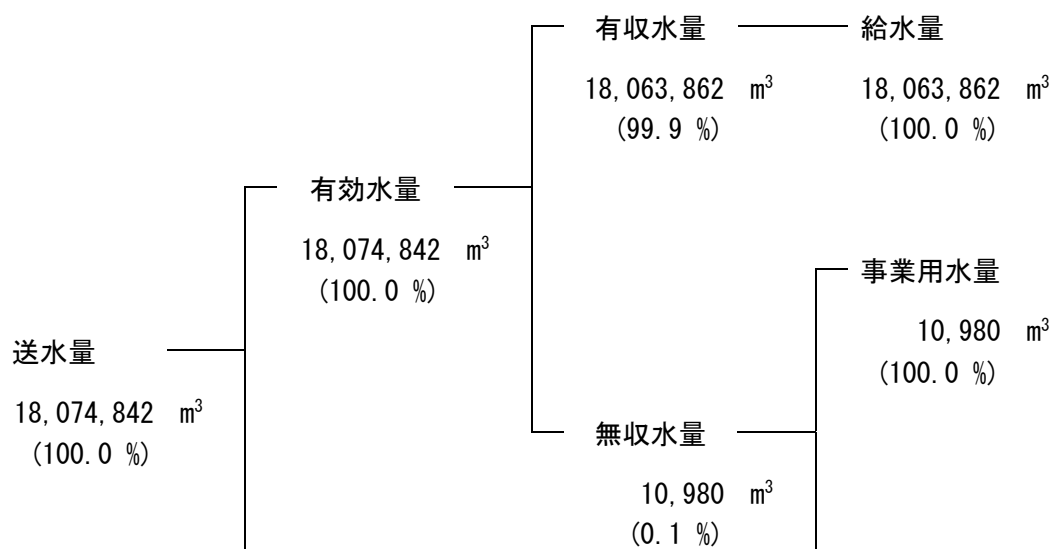 有収水量 給水量
18,063,862 m³ 18,063,862 m³
(99.9 %) (100.0 %)
有効水量
18,074,842 m³
(100.0 %)
事業用水量
10,980 m³
(100.0 %)
送水量
18,074,842 m³
(100.0 %)
無収水量
10,980 m³
(0.1 %)